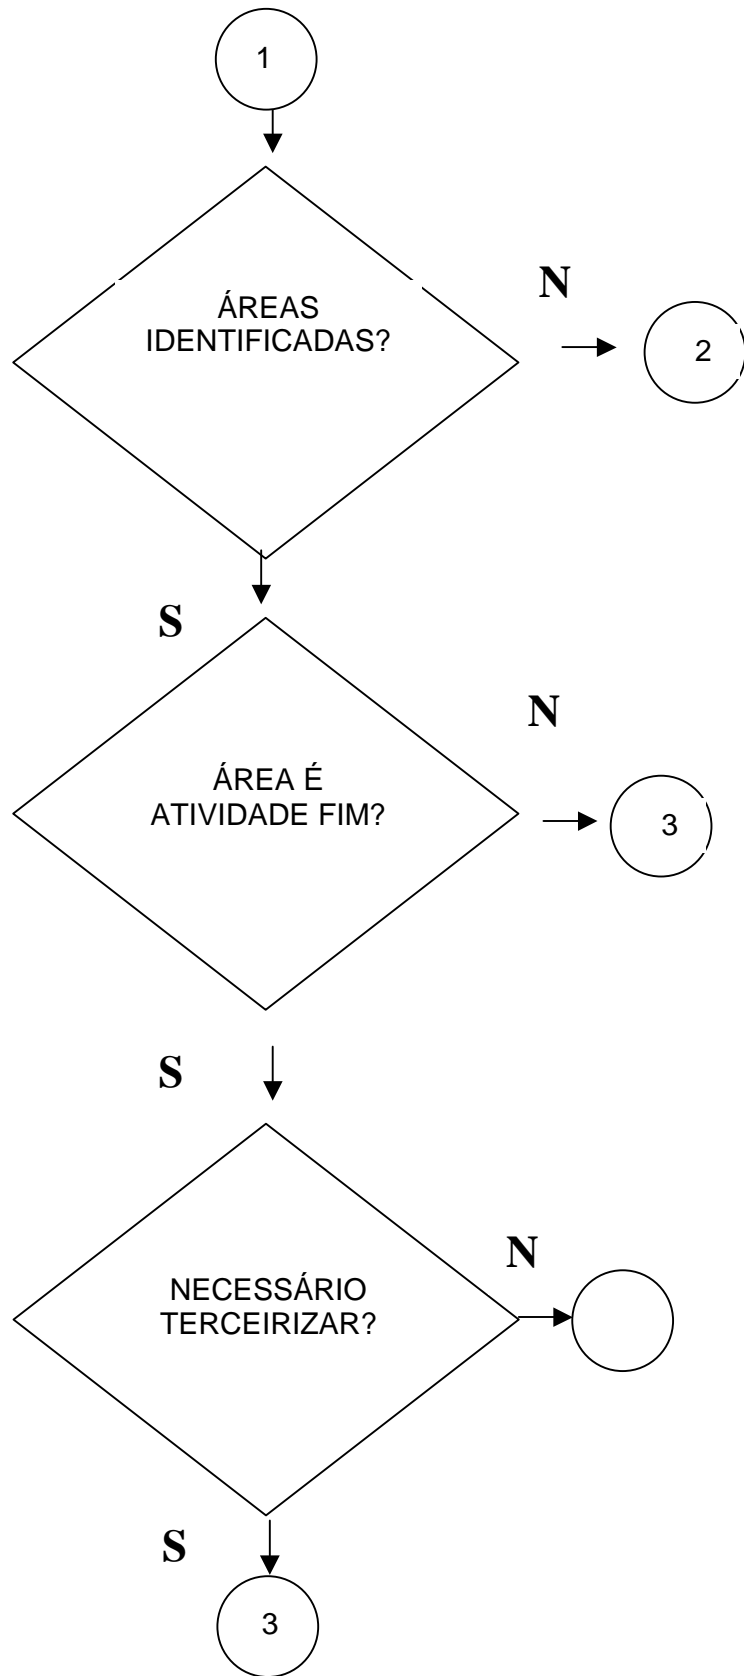 1
N
ÁREAS
IDENTIFICADAS?
2
S
N
ÁREA É
ATIVIDADE FIM?
3
S
N
NECESSÁRIO
TERCEIRIZAR?
S
3